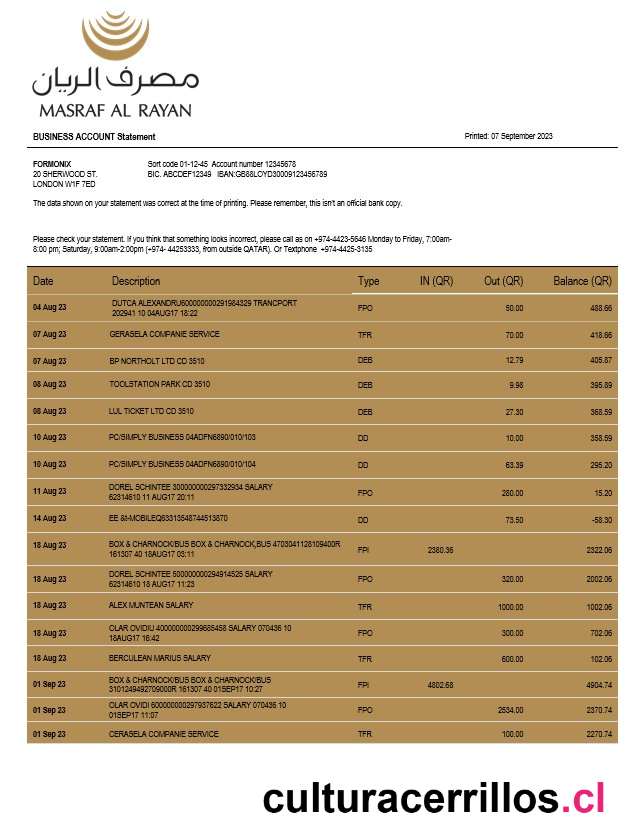 مصرف الريان
MASRAF AL RAYAN
BUSINESS ACCOUNT Statement Printed: 07 September 2023
FORMONIX Sort code 01-12-45 Account number 12345678
20 SHERWOOD ST. BIC. ABCDEF12349 IBAN:GB88LOYD30009123456789
LONDON W1F 7ED
The data shown on your statement was correct at the time of printing. Please remember, this isn't an official bank copy.
Please check your statement. If you think that something looks incorrect, please call as on +974-4423-5646 Monday to Friday, 7:00am-
8:00 pm; Saturday, 9:00am-2:00pm (+974- 44253333, from outside QATAR). Or Textphone +974-4425-3135
Date Description Type IN (QR) Out (QR) Balance (QR)
04 Aug 23 DUTCA ALEXANDRU600000000291984329 TRANCPORT
202941 10 04AUG17 18:22 FPO 50.00 488.66
07 Aug 23 GERASELA COMPANIE SERVICE TFR 70.00 418.66
07 Aug 23 BP NORTHOLT LTD CD 3510 DEB 12.79 405.87
08 Aug 23 TOOLSTATION PARK CD 3510 DEB 9.98 395.89
08 Aug 23 LUL TICKET LTD CD 3510 DEB 27.30 368.59
10 Aug 23 PC/SIMPLY BUSINESS 04ADFN6890/010/103 DD 10.00 358.59
10 Aug 23 PC/SIMPLY BUSINESS 04ADFN6890/010/104 DD 63.39 295.20
11 Aug 23 DOREL SCHINTEE 300000000297332934 SALARY
62314610 11 AUG17 20:11 FPO 280.00 15.20
14 Aug 23 EE &t-MOBILEQ63313548744513870 DD 73.50 -58.30
18 Aug 23 BOX & CHARNOCK/BUS BOX & CHARNOCK,BUS 4703041128109400R
161307 40 18AUG17 03:11 FPI 2380.36 2322.06
18 Aug 23 DOREL SCHINTEE 500000000294914525 SALARY
62314610 18 AUG17 11:23 FPO 320.00 2002.06
18 Aug 23 ALEX MUNTEAN SALARY TFR 1000.00 1002.06
18 Aug 23 OLAR OVIDIU 400000000299685458 SALARY 070436 10
18AUG17 16:42 FPO 300.00 702.06
18 Aug 23 BERCULEAN MARIUS SALARY TFR 600.00 102.06
01 Sep 23 BOX & CHARNOCK/BUS BOX & CHARNOCK/BUS
3101249492709000R 161307 40 01SEP17 10:27 FPI 4802.68 4904.74
01 Sep 23 OLAR OVIDI 600000000297937622 SALARY 070436 10
01SEP17 11:07 FPO 2534.00 2370.74
01 Sep 23 CERASELA COMPANIE SERVICE TFR 100.00 2270.74
culturacerrillos.cl